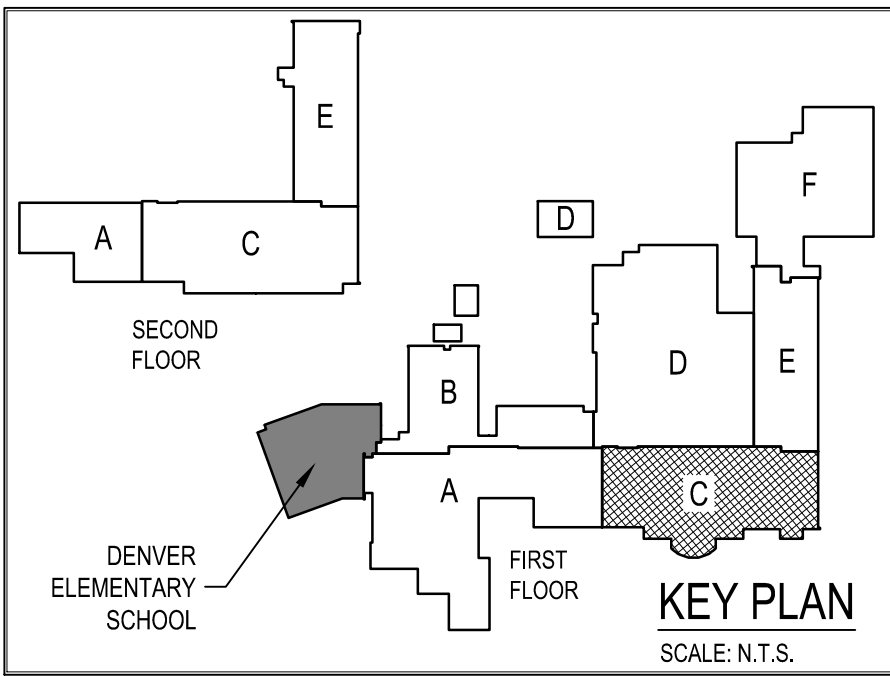 E
A
C
SECOND
FLOOR
F
D
D
E
B
A
C
DENVER
ELEMENTARY
SCHOOL
FIRST
FLOOR
KEY PLAN
SCALE: N.T.S.